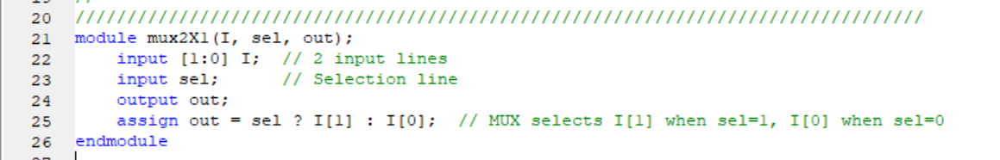 20 //////////////////////////////////////////////////////////////////////////////////
21 module mux2X1(I, sel, out);
22 input [1:0] I;  // 2 input lines
23 input sel;      // Selection line
24 output out;
25 assign out = sel ? I[1] : I[0];  // MUX selects I[1] when sel=1, I[0] when sel=0
26 endmodule